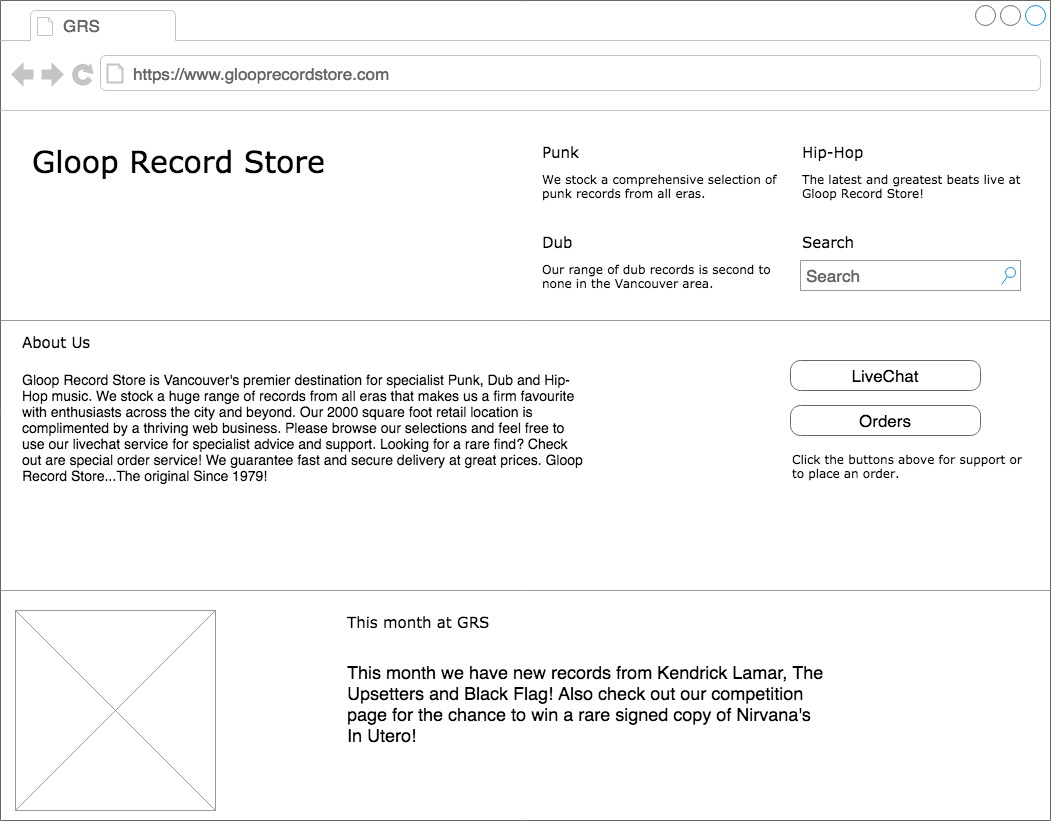 GRS
https://www.glooprecordstore.com
Gloop Record Store
Punk
We stock a comprehensive selection of
punk records from all eras.
Hip-Hop
The latest and greatest beats live at
Gloop Record Store!
Dub
Our range of dub records is second to
none in the Vancouver area.
Search
Search
About Us
Gloop Record Store is Vancouver's premier destination for specialist Punk, Dub and Hip-
Hop music. We stock a huge range of records from all eras that makes us a firm favourite
with enthusiasts across the city and beyond. Our 2000 square foot retail location is
complimented by a thriving web business. Please browse our selections and feel free to
use our livechat service for specialist advice and support. Looking for a rare find? Check
out are special order service! We guarantee fast and secure delivery at great prices. Gloop
Record Store...The original Since 1979!
LiveChat
Orders
Click the buttons above for support or
to place an order.
This month at GRS
This month we have new records from Kendrick Lamar, The
Upsetters and Black Flag! Also check out our competition
page for the chance to win a rare signed copy of Nirvana's
In Utero!